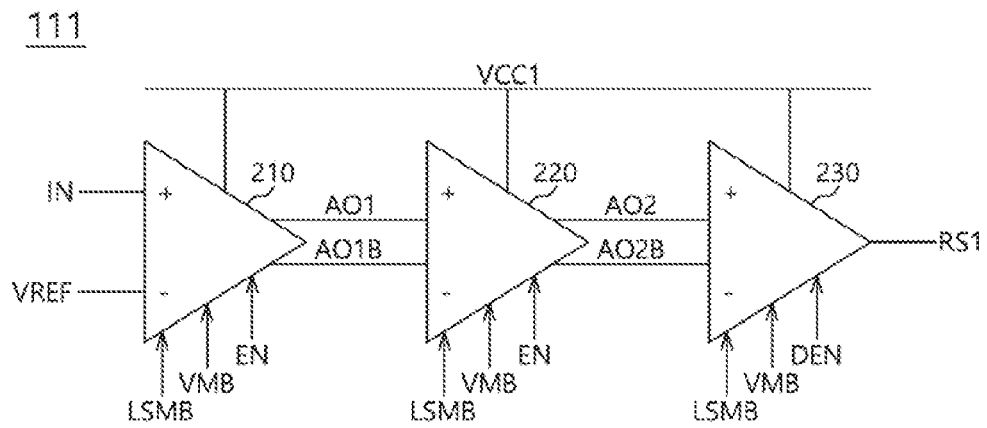 111
VCC1
210
220
230
IN
+
+
+
AO1
AO2
AO1B
AO2B
RS1
VREF
-
-
-
EN
EN
DEN
VMB
VMB
VMB
LSMB
LSMB
LSMB